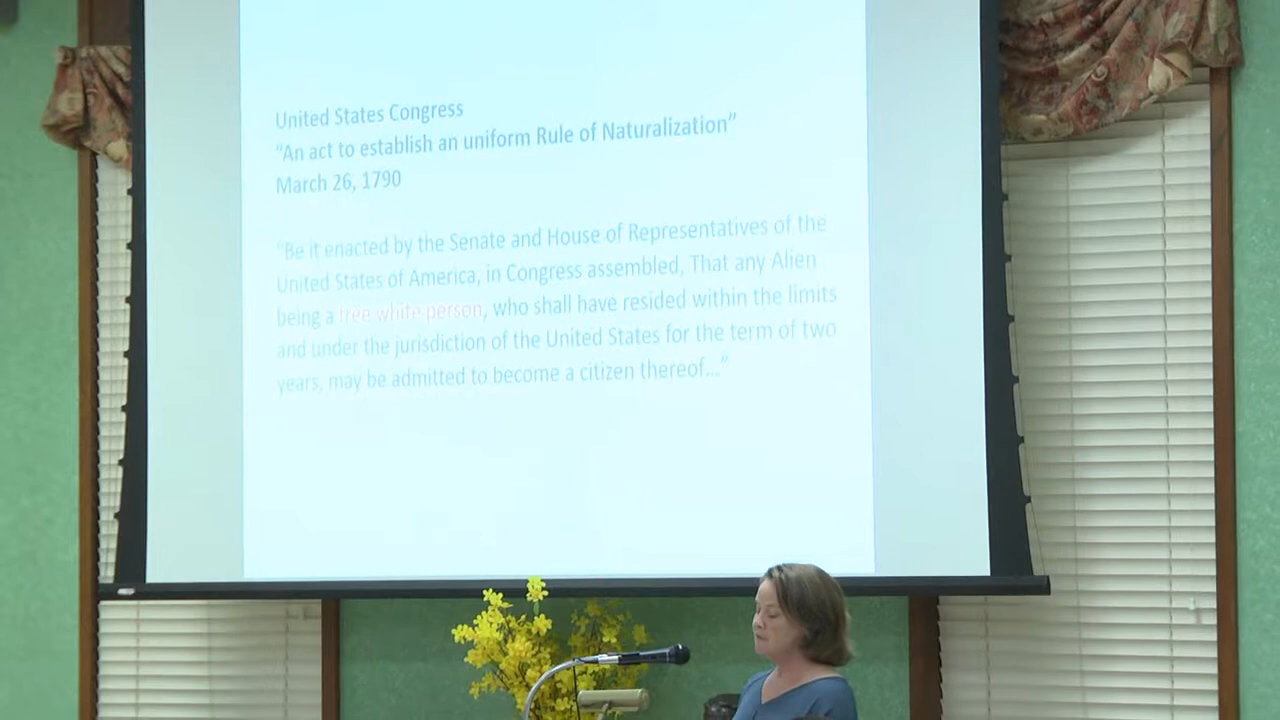 United States Congress
“An act to establish an uniform Rule of Naturalization”
March 26, 1790
“Be it enacted by the Senate and House of Representatives of the
United States of America, in Congress assembled, That any Alien
being a free white person, who shall have resided within the limits
and under the jurisdiction of the United States for the term of two
years, may be admitted to become a citizen thereof...”